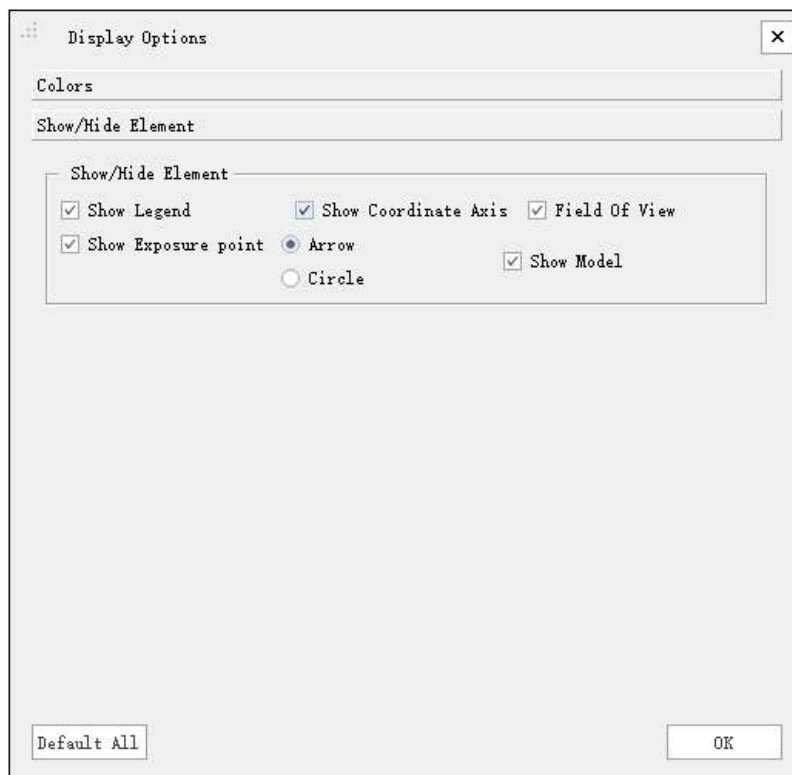 Display Options
Colors
Show/Hide Element
Show/Hide Element
Show Legend Show Coordinate Axis Field Of View
Show Exposure point Arrow
Show Model
Circle
Default All OK